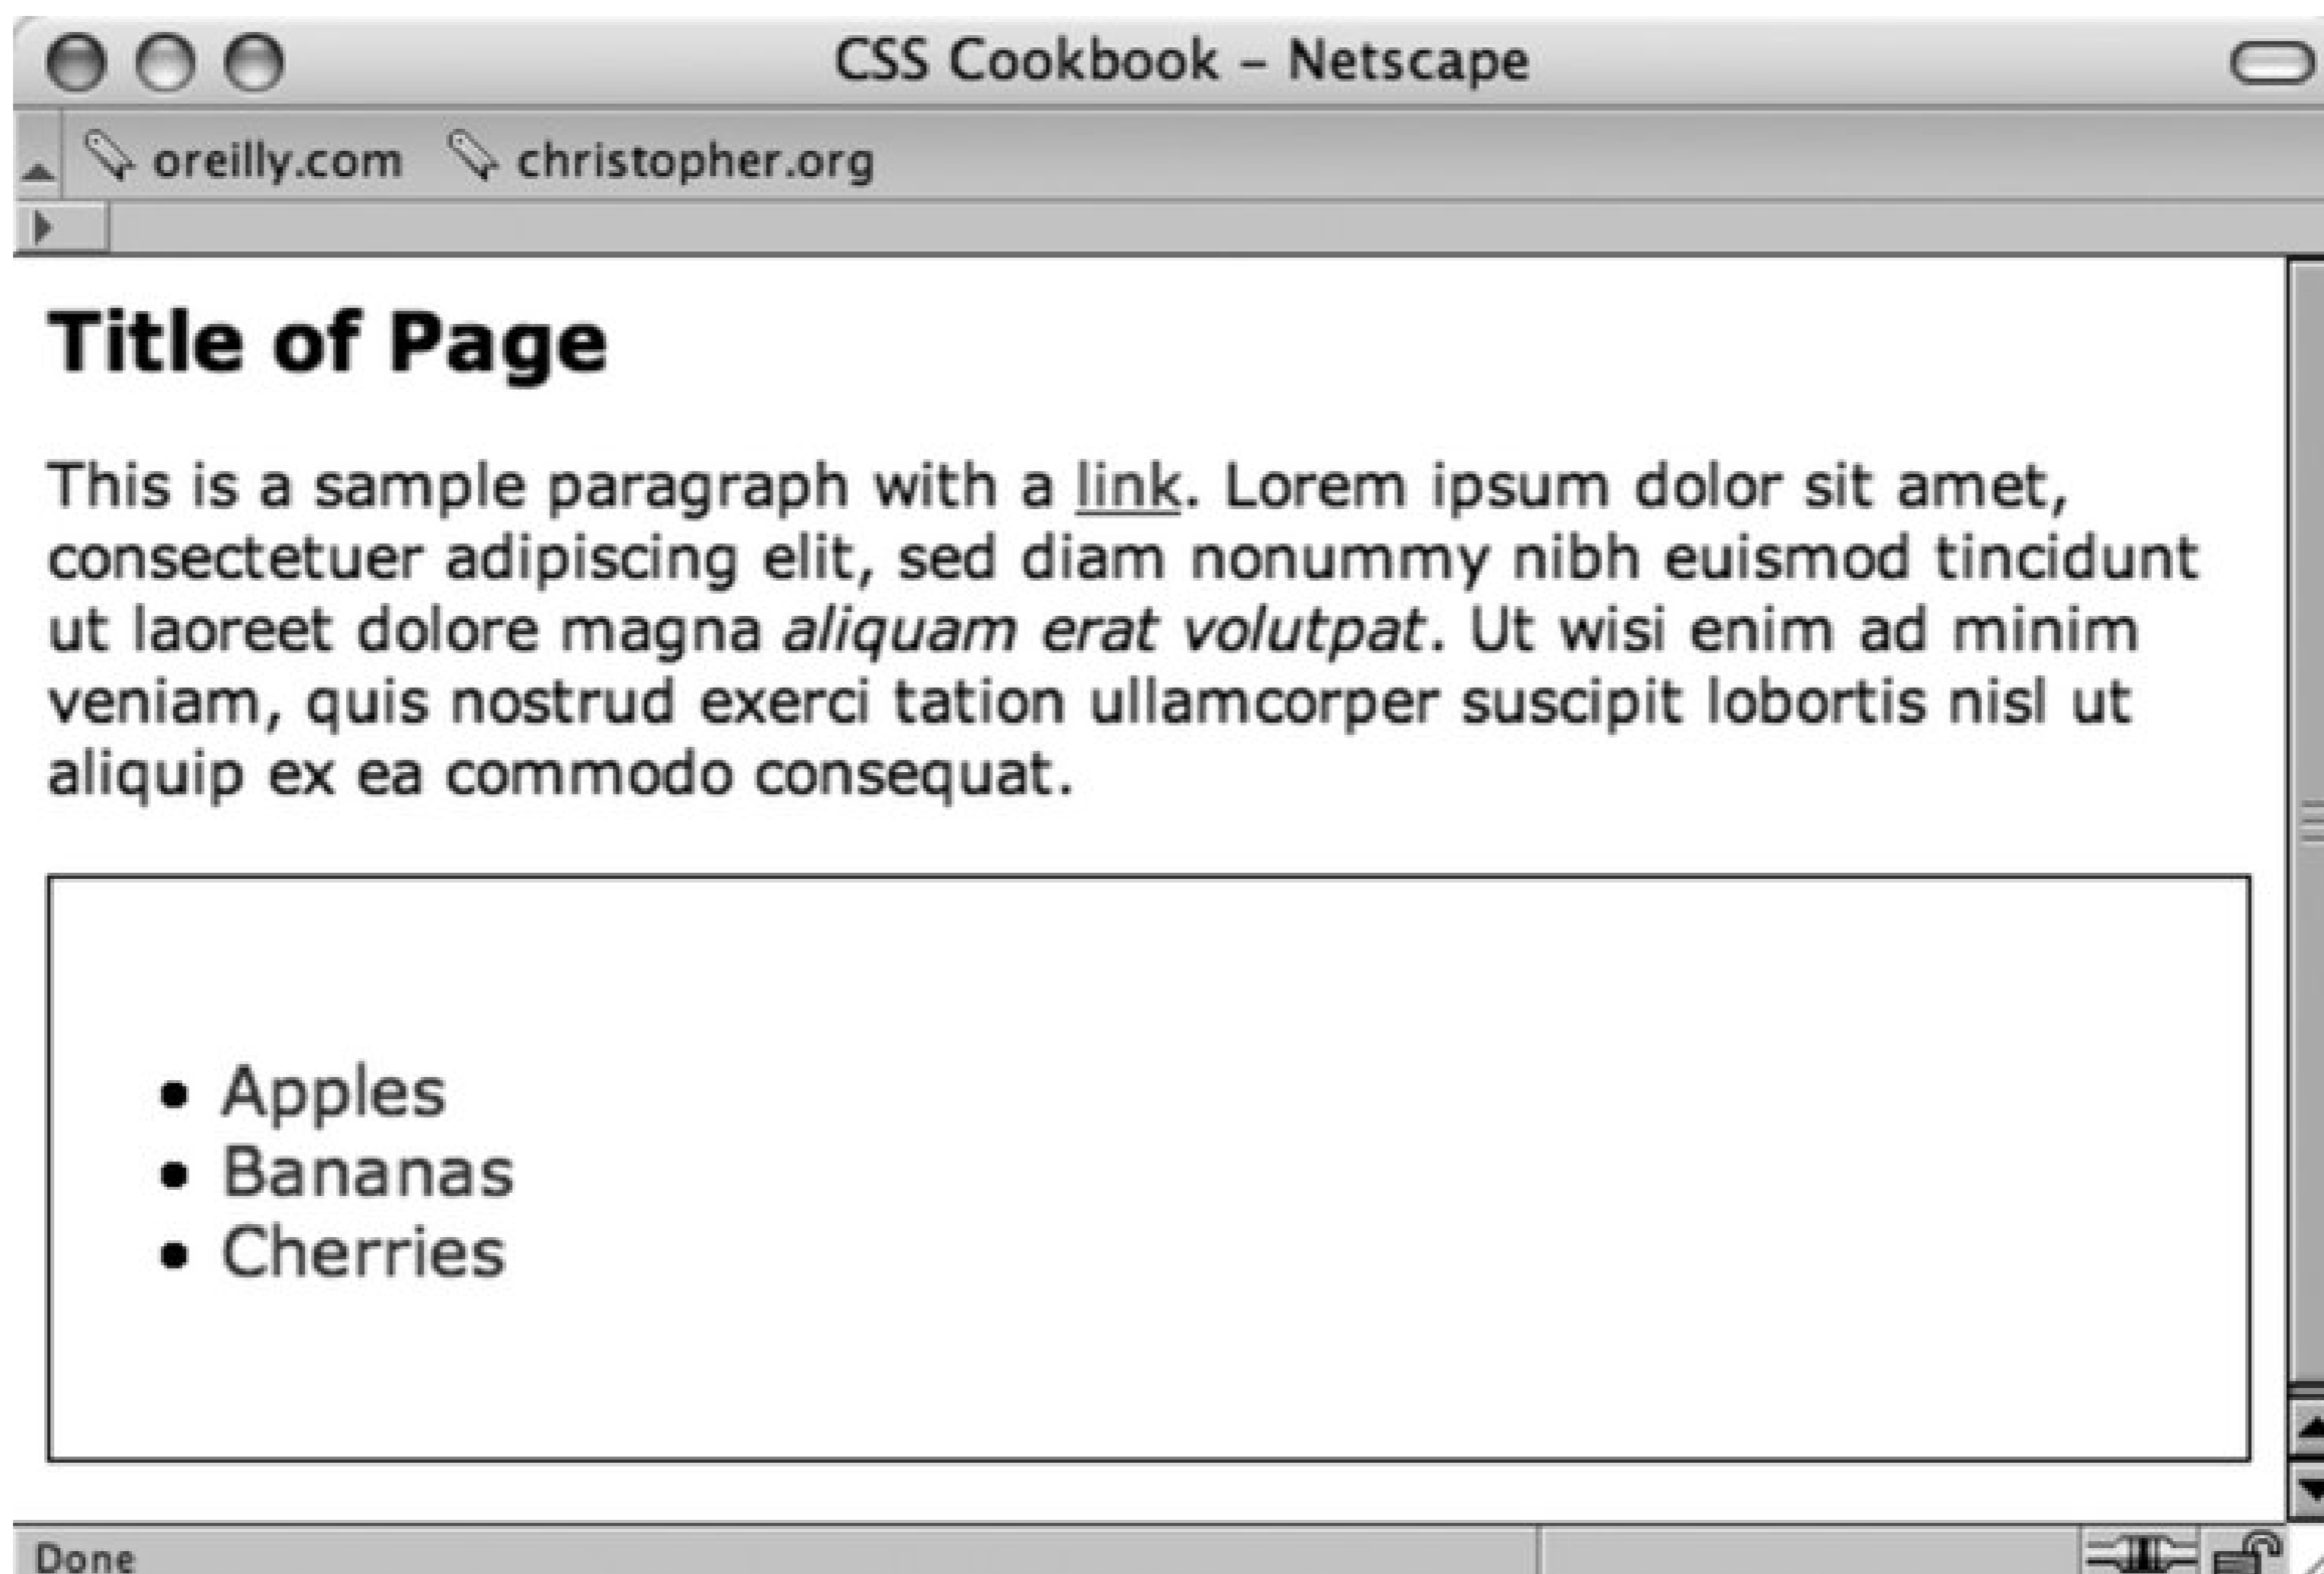 CSS Cookbook – Netscape
oreilly.com christopher.org
Title of Page
This is a sample paragraph with a link. Lorem ipsum dolor sit amet,
consectetuer adipiscing elit, sed diam nonummy nibh euismod tincidunt
ut laoreet dolore magna aliquam erat volutpat. Ut wisi enim ad minim
veniam, quis nostrud exerci tation ullamcorper suscipit lobortis nisl ut
aliquip ex ea commodo consequat.
• Apples
• Bananas
• Cherries
Done